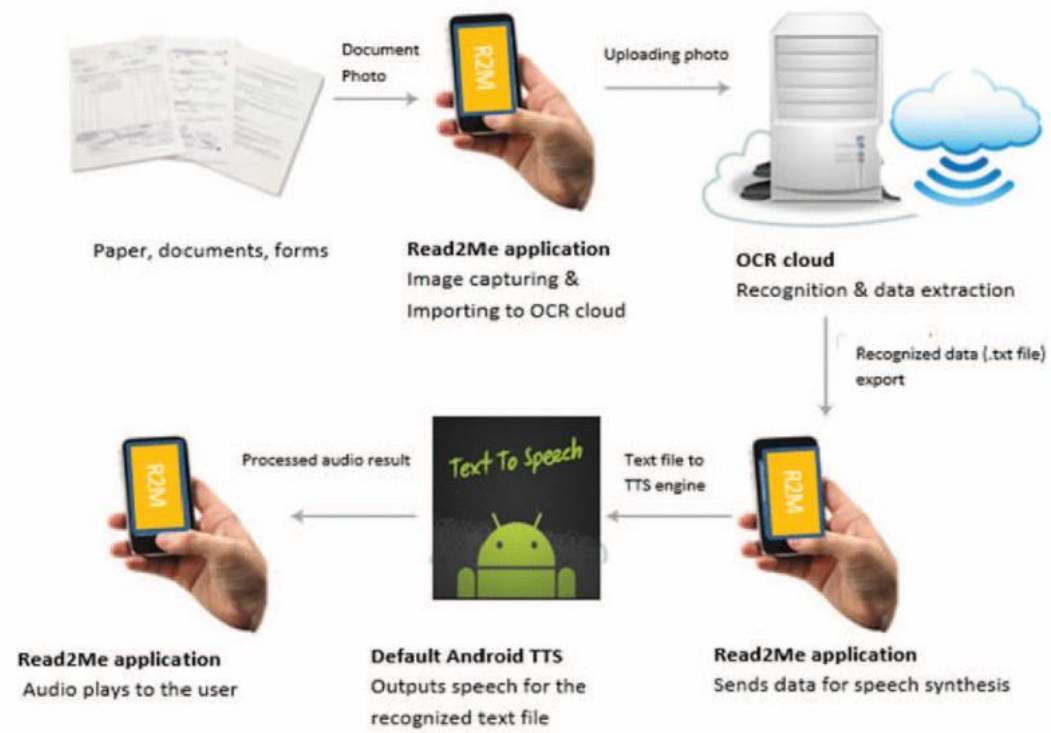 Document
Photo
R2M
Uploading photo
Paper, documents, forms
Read2Me application
Image capturing &
Importing to OCR cloud
OCR cloud
Recognition & data extraction
Recognized data (.txt file)
export
R2M
Processed audio result
Text To Speech
Text file to
TTS engine
R2M
Read2Me application
Audio plays to the user
Default Android TTS
Outputs speech for the
recognized text file
Read2Me application
Sends data for speech synthesis